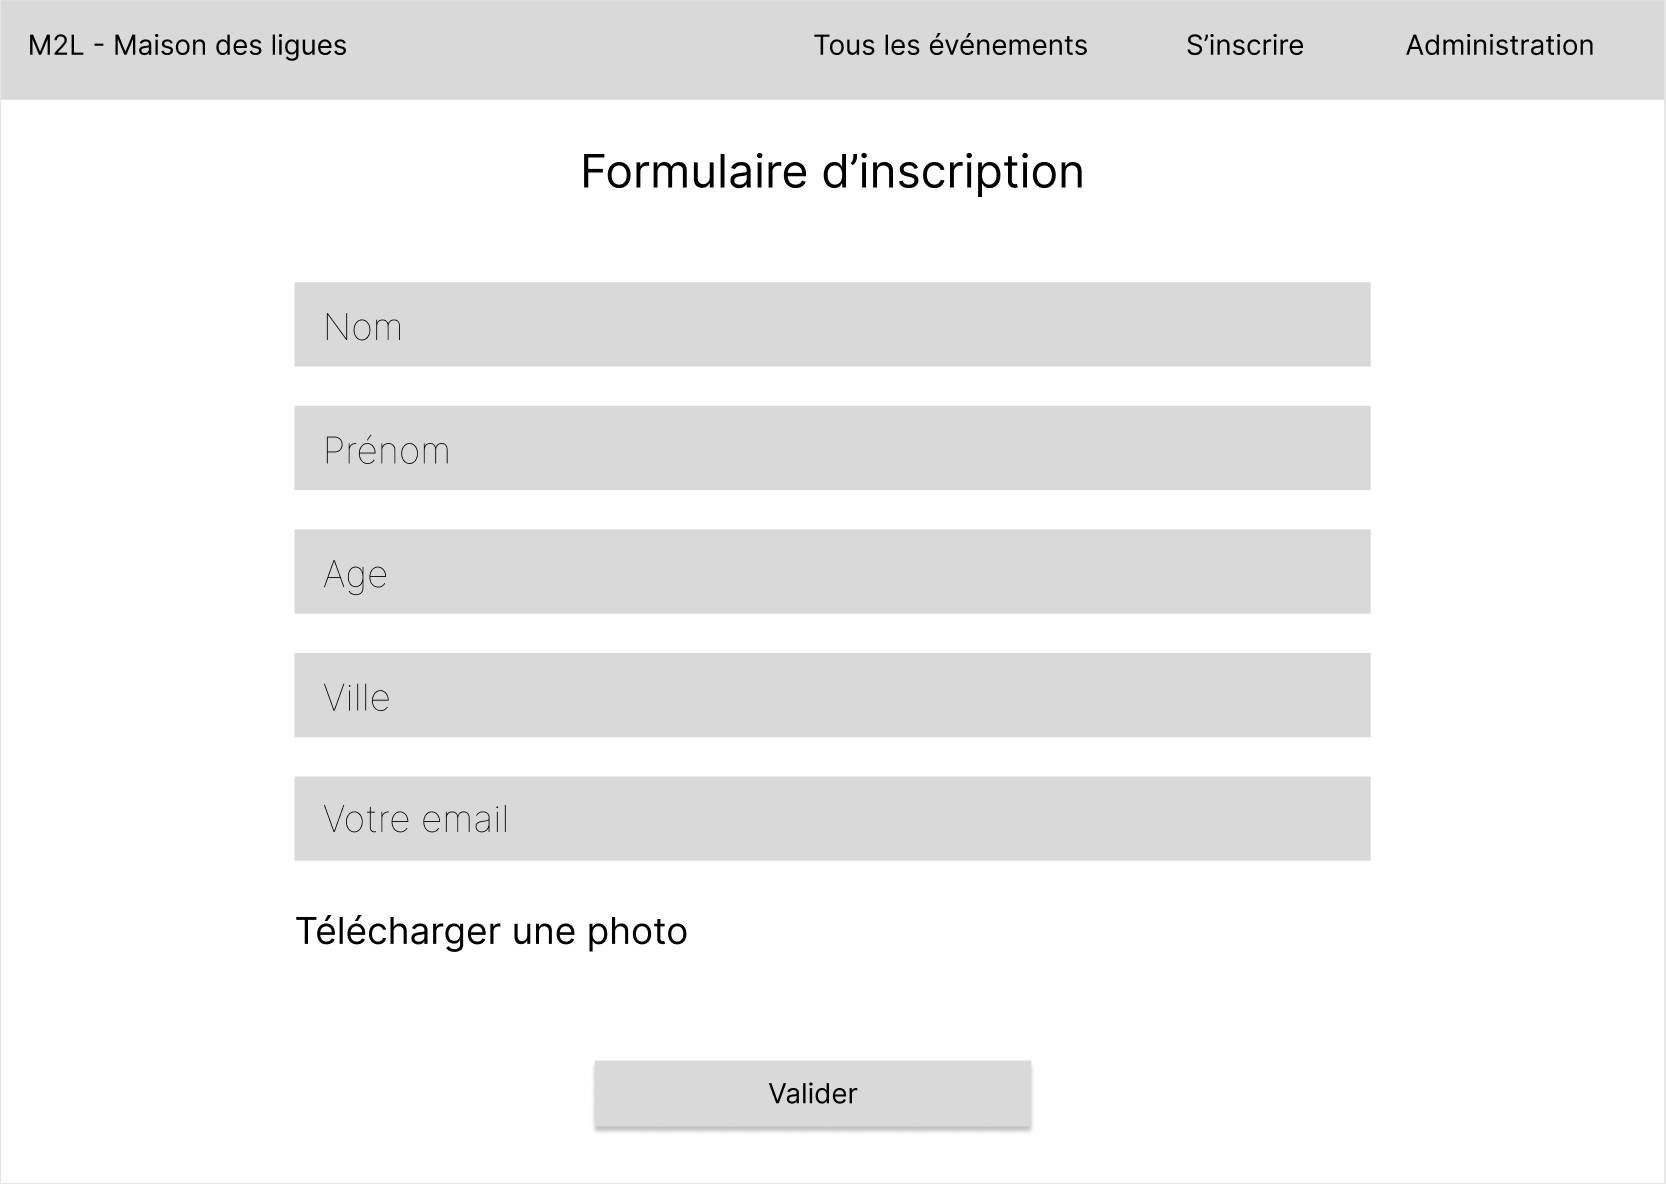 M2L - Maison des ligues
Tous les événements
S’inscrire
Administration
Formulaire d’inscription
Nom
Prénom
Age
Ville
Votre email
Télécharger une photo
Valider